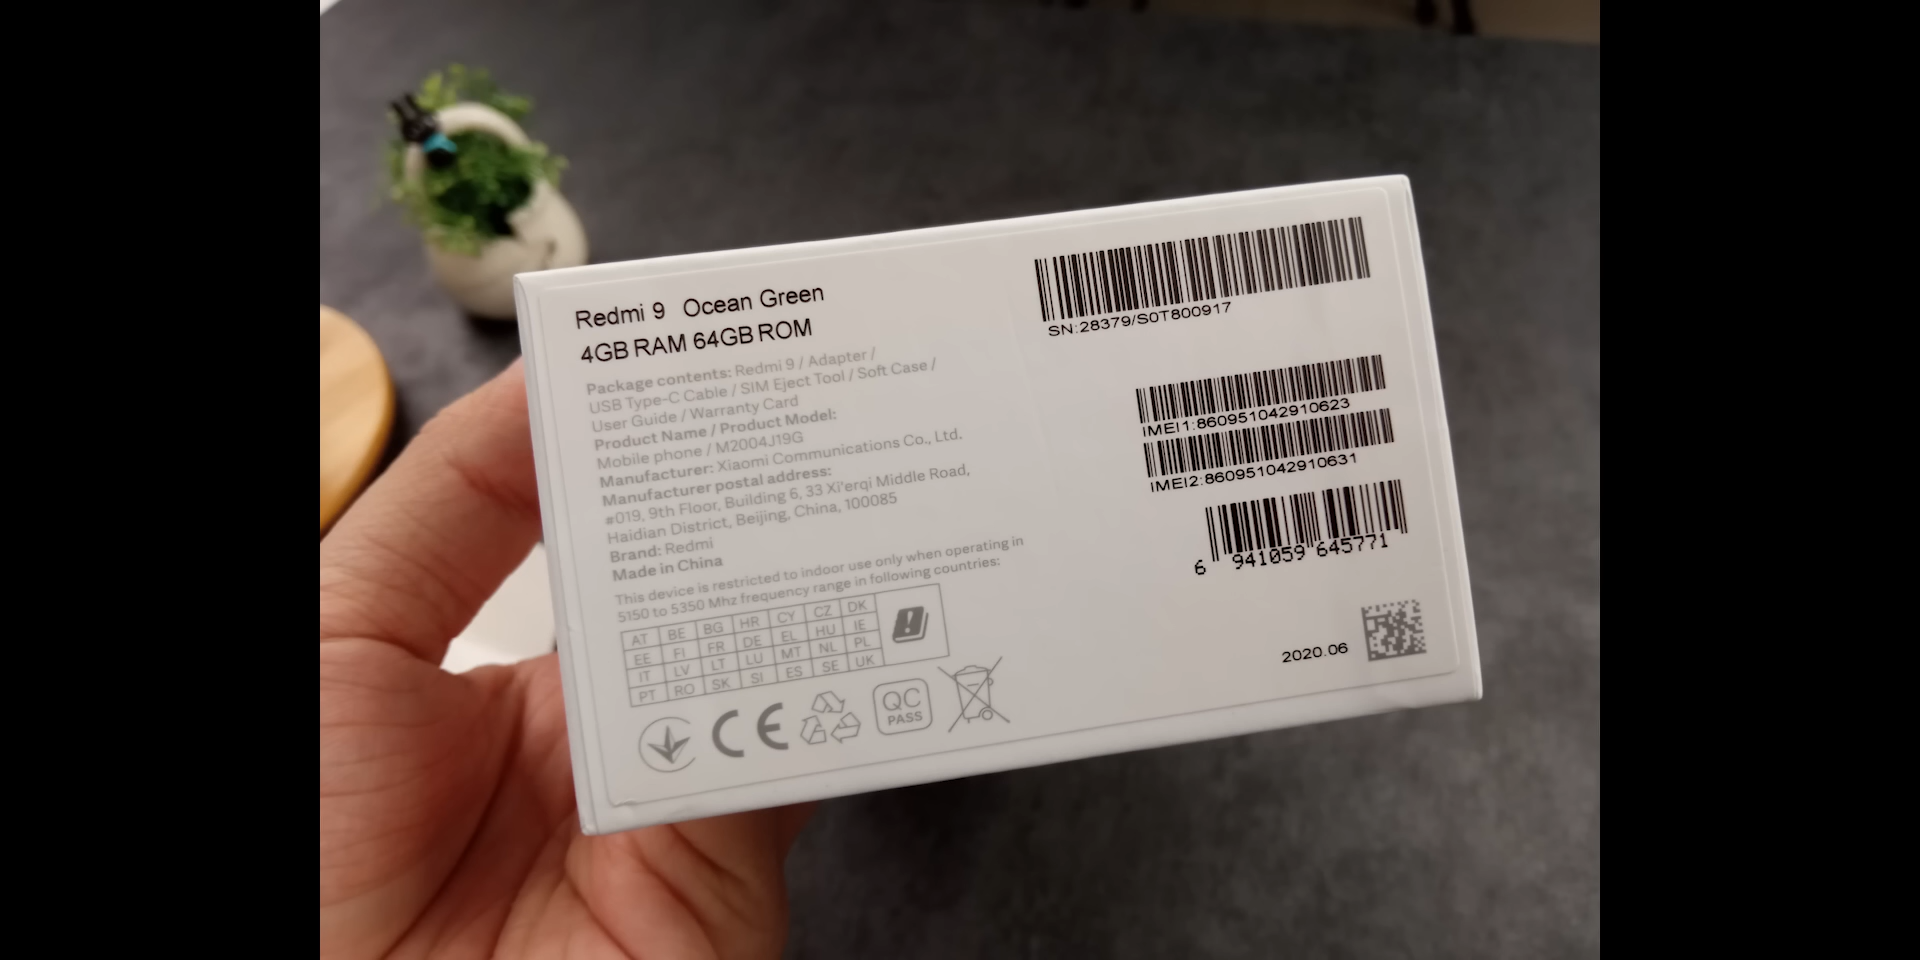 Redmi 9 Ocean Green
4GB RAM 64GB ROM
Package contents: Redmi 9 / Adapter /
USB Type-C Cable / SIM Eject Tool / Soft Case /
User Guide / Warranty Card
Product Name / Product Model:
Mobile phone / M2004J19G
Manufacturer: Xiaomi Communications Co., Ltd.
Manufacturer postal address:
#019, 9th Floor, Building 6, 33 Xi'erqi Middle Road,
Haidian District, Beijing, China, 100085
Brand: Redmi
Made in China
This device is restricted to indoor use only when operating in
5150 to 5350 Mhz frequency range in following countries:
AT BE BG HR CY CZ DK
EE FI FR DE EL HU IE
IT LV LT LU MT NL PL
PT RO SK SI ES SE UK
CE
QC
PASS
SN:28379/S0T800917
IMEI1:860951042910623
IMEI2:860951042910631
6 941059 645771
2020.06